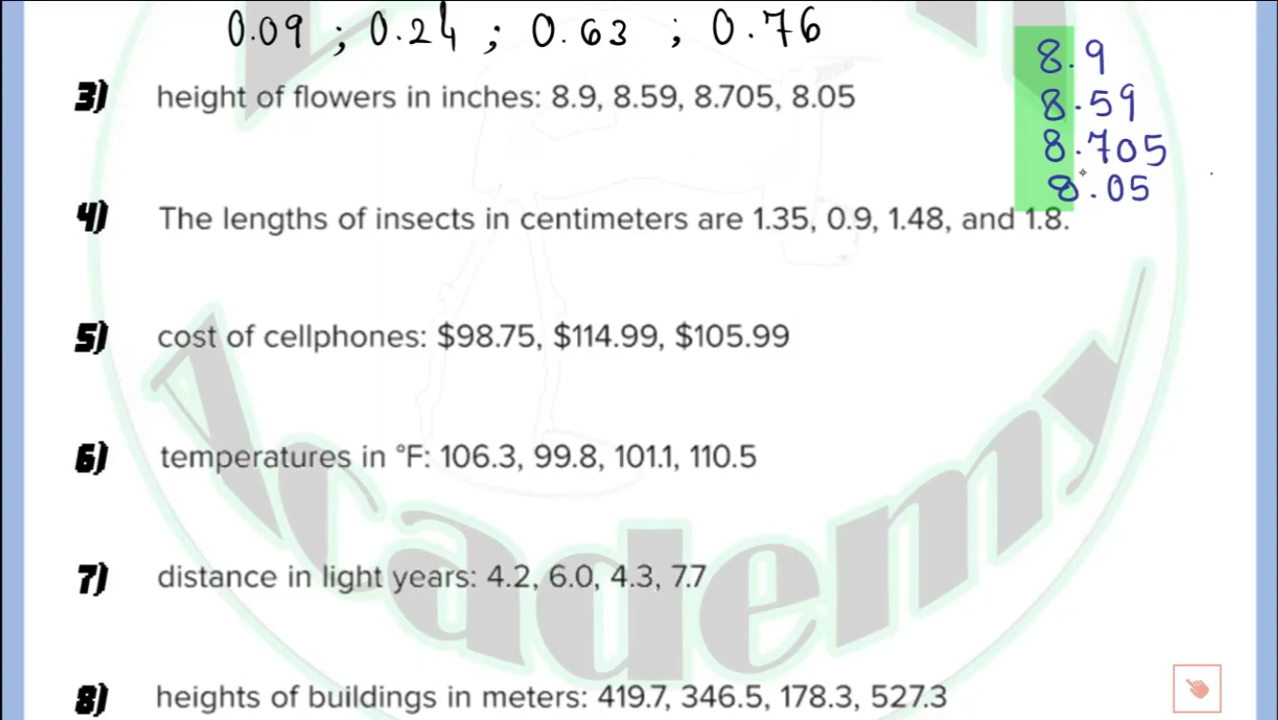 0.09 ; 0.24 ; 0.63 ; 0.76
8.9
3) height of flowers in inches: 8.9, 8.59, 8.705, 8.05
8.59
8.705
8.05
4) The lengths of insects in centimeters are 1.35, 0.9, 1.48, and 1.8.
5) cost of cellphones: $98.75, $114.99, $105.99
6) temperatures in °F: 106.3, 99.8, 101.1, 110.5
Academy
7) distance in light years: 4.2, 6.0, 4.3, 7.7
8) heights of buildings in meters: 419.7, 346.5, 178.3, 527.3